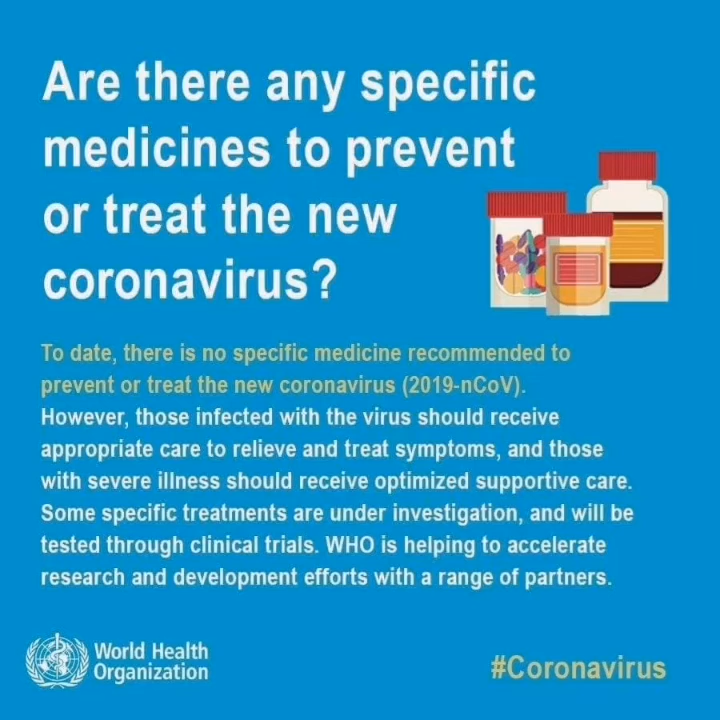 Are there any specific
medicines to prevent
or treat the new
coronavirus?
To date, there is no specific medicine recommended to
prevent or treat the new coronavirus (2019-nCoV).
However, those infected with the virus should receive
appropriate care to relieve and treat symptoms, and those
with severe illness should receive optimized supportive care.
Some specific treatments are under investigation, and will be
tested through clinical trials. WHO is helping to accelerate
research and development efforts with a range of partners.
World Health
Organization
#Coronavirus